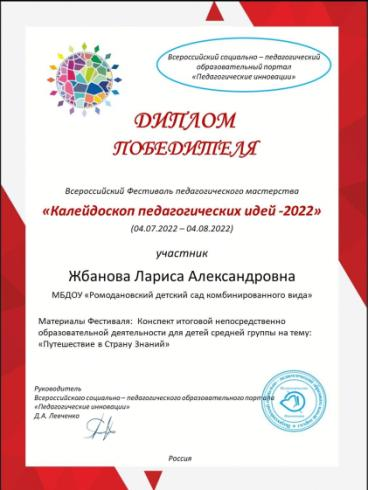 Всероссийский социально – педагогический
образовательный портал
«Педагогические инновации»
ДИПЛОМ
ПОБЕДИТЕЛЯ
Всероссийский Фестиваль педагогического мастерства
«Калейдоскоп педагогических идей -2022»
(04.07.2022 – 04.08.2022)
участник
Жбанова Лариса Александровна
МБДОУ «Ромодановский детский сад комбинированного вида»
Материалы Фестиваля: Конспект итоговой непосредственно
образовательной деятельности для детей средней группы на тему:
«Путешествие в Страну Знаний»
Руководитель
Всероссийского социально – педагогического образовательного портала
«Педагогические инновации»
Д.А. Левченко
Россия